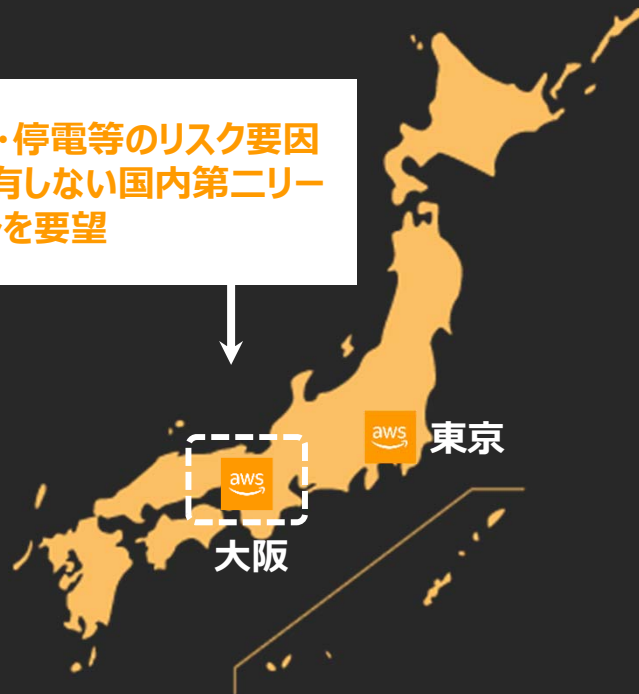 ・停電等のリスク要因
有しない国内第二リー
を要望
aws
東京
aws
大阪